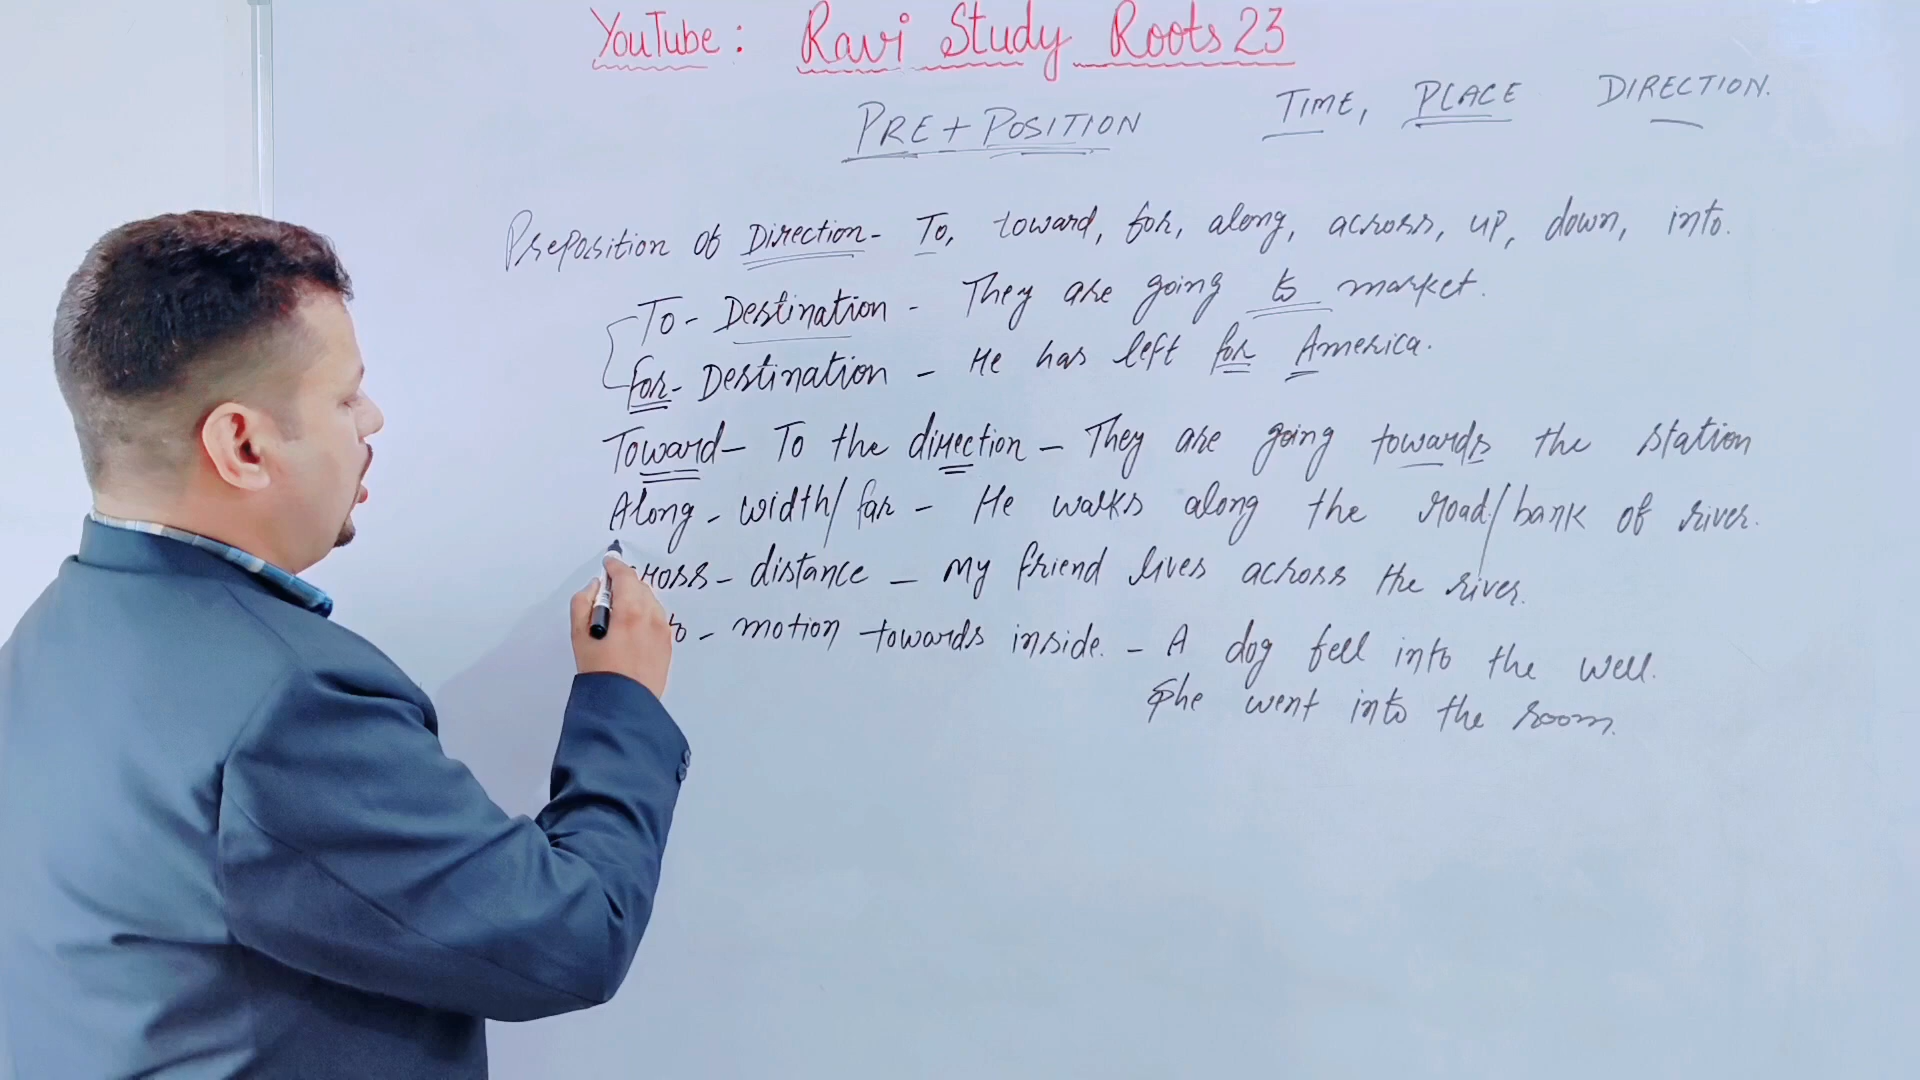 YouTube: Ravi Study Roots 23
PRE + POSITION TIME, PLACE DIRECTION.
Preposition of Direction- To, toward, for, along, across, up, down, into.
To - Destination - They are going to market.
For - Destination - He has left for America.
Toward - To the direction - They are going towards the station
Along - width/far - He walks along the road/bank of river.
ross - distance - My friend lives across the river.
to - motion towards inside. - A dog fell into the well.
She went into the room.